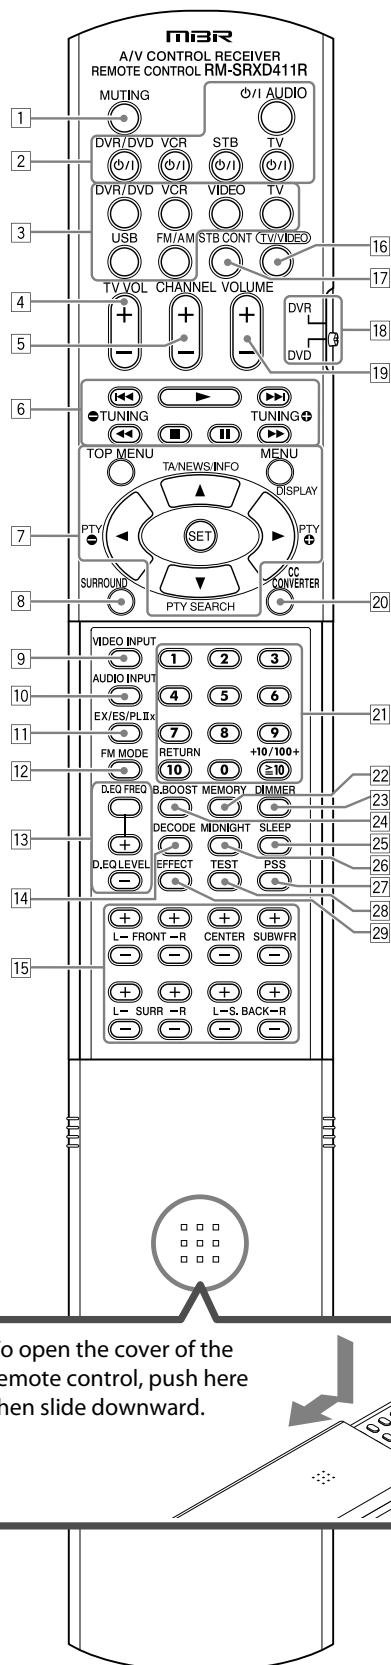 mBR
A/V CONTROL RECEIVER
REMOTE CONTROL RM-SRXD411R
MUTING
⏻/I AUDIO
1
2
DVR/DVD VCR STB TV
⏻/I ⏻/I ⏻/I ⏻/I
3
DVR/DVD VCR VIDEO TV
USB FM/AM STB CONT TV/VIDEO
16
17
4
TV VOL CHANNEL VOLUME
+ + +
5
− − −
DVR
18
DVD
19
6
TUNING TUNING
TOP MENU MENU
TA/NEWS/INFO
DISPLAY
7
PTY SET PTY
8
SURROUND
PTY SEARCH
CC
CONVERTER
20
9
VIDEO INPUT
1 2 3
10
AUDIO INPUT
4 5 6
21
11
EX/ES/PLIIx
7 8 9
12
FM MODE
RETURN +10/100+
10 0 ≧10
22
13
D.EQ FREQ B.BOOST MEMORY DIMMER
23
24
+
DECODE MIDNIGHT SLEEP
25
26
D.EQ LEVEL EFFECT TEST PSS
−
27
14
28
29
15
+ + + +
L− FRONT −R CENTER SUBWFR
− − − −
+ + + +
L− SURR −R L−S. BACK−R
− − − −
o open the cover of the
emote control, push here
hen slide downward.